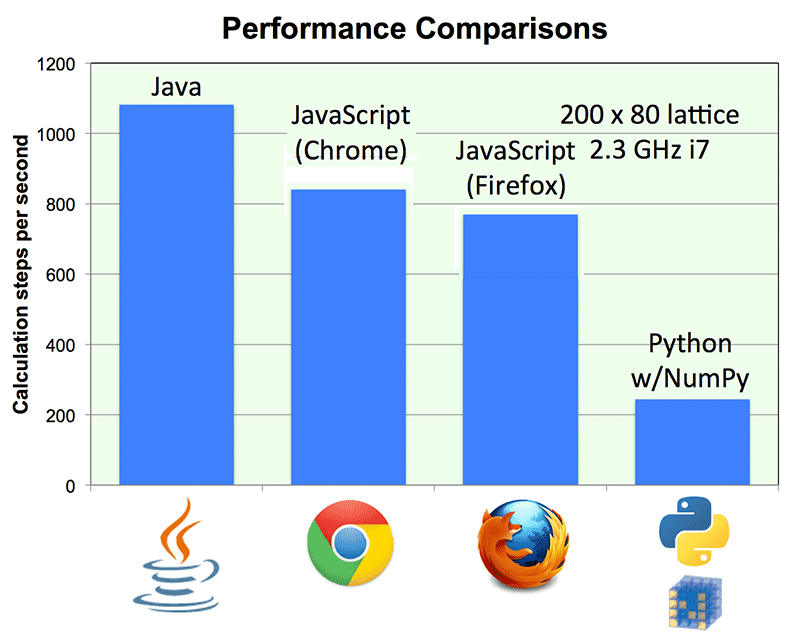 Performance Comparisons
Calculation steps per second
1200
1000
800
600
400
200
0
Java
JavaScript
(Chrome)
JavaScript
(Firefox)
200 x 80 lattice
2.3 GHz i7
Python
w/NumPy